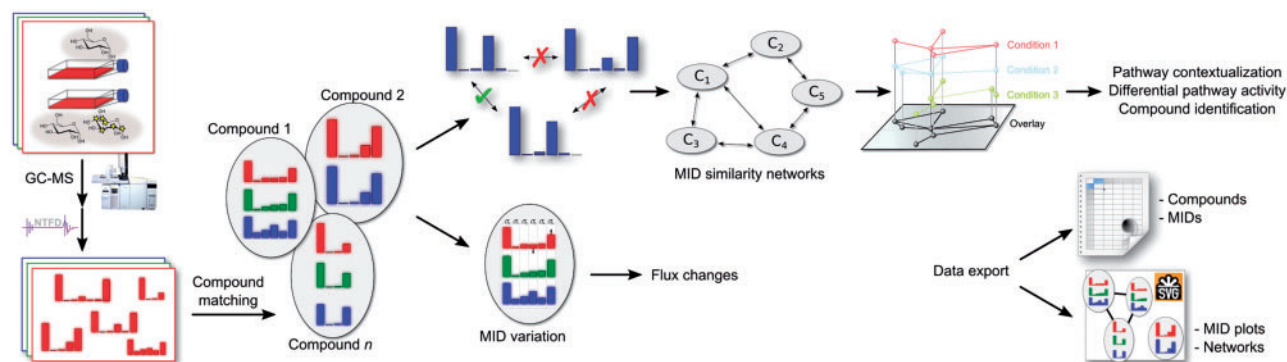 GC-MS
NTFD
Compound
matching
Compound 1
Compound 2
Compound n
MID variation
Flux changes
C1
C2
C3
C4
C5
MID similarity networks
Condition 1
Condition 2
Condition 3
Overlay
Pathway contextualization
Differential pathway activity
Compound identification
Data export
- Compounds
- MIDs
SVG
- MID plots
- Networks